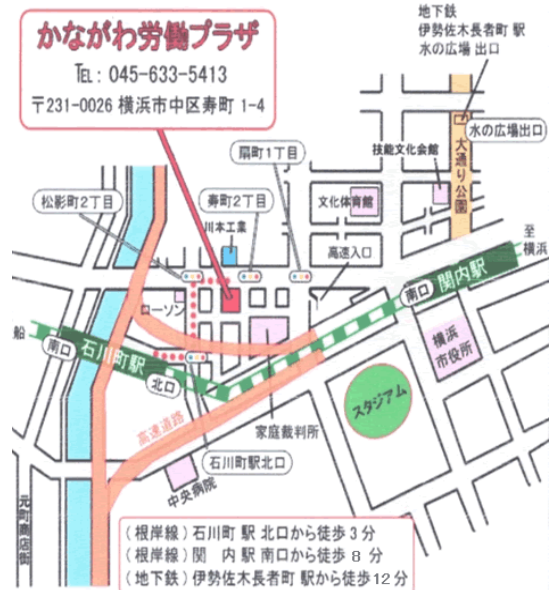 かながわ労働プラザ
TEL: 045-633-5413
〒231-0026 横浜市中区寿町 1-4
地下鉄
伊勢佐木長者町 駅
水の広場 出口
水の広場出口
大通り公園
技能文化会館
扇町1丁目
文化体育館
松影町2丁目
寿町2丁目
川本工業
高速入口
至
横浜
関内駅
南口
ローソン
船
南口
石川町駅
北口
横浜
市役所
スタジアム
家庭裁判所
高速道路
石川町駅北口
中央病院
元町商店街
(根岸線) 石川町 駅 北口から徒歩 3 分
(根岸線) 関 内 駅 南口から徒歩 8 分
(地下鉄) 伊勢佐木長者町 駅から徒歩12 分